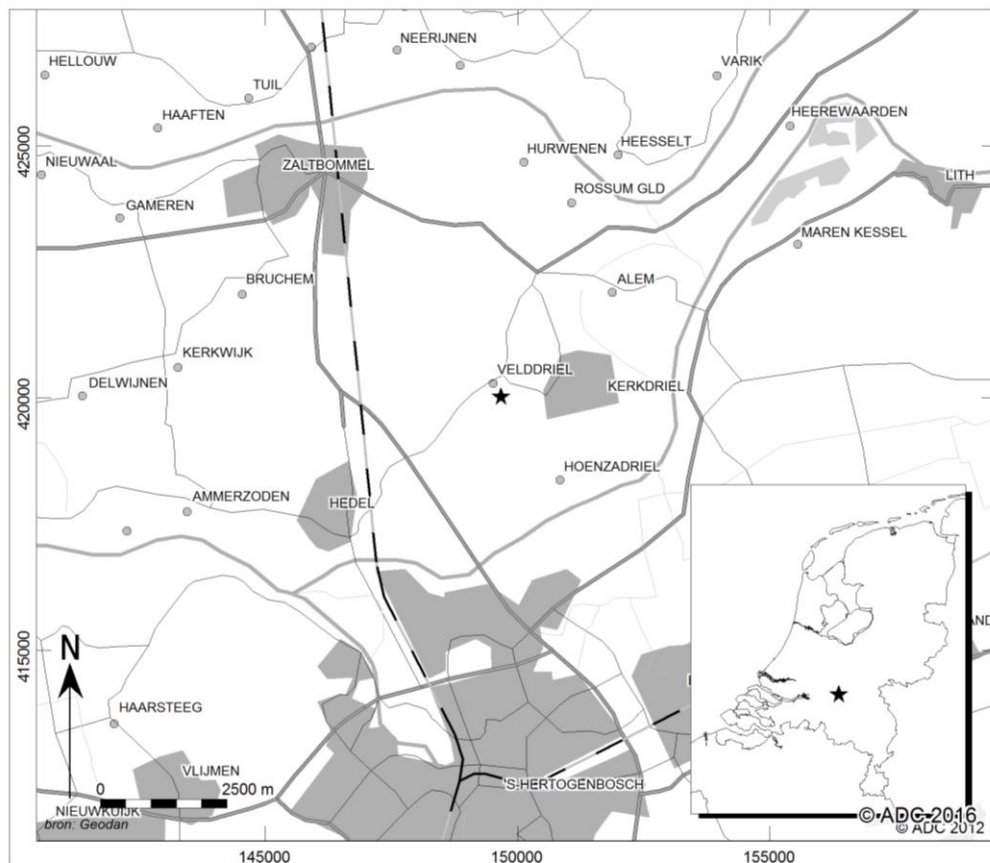 NEERIJNEN
HELLOUW
VARIK
TUIL
HAAFTEN
HEEREWAARDEN
425000
HURWENEN
HEESSELT
ZALTBOMMEL
NIEUWAAL
LITH
ROSSUM GLD
GAMEREN
MAREN KESSEL
BRUCHEM
ALEM
KERKWIJK
VELDDRIEL
DELWIJNEN
KERKDRIEL
420000
HOENZADRIEL
AMMERZODEN
HEDEL
415000
N
HAARSTEEG
VLIJMEN
0 2500 m
'S-HERTOGENBOSCH
NIEUWKUIJK
bron: Geodan
© ADC 2016
© ADC 2012
145000 150000 155000